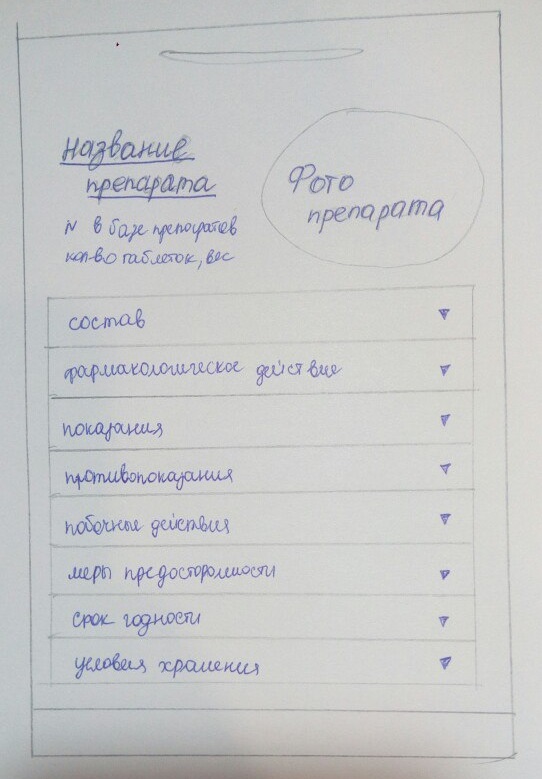 Название
препарата
Фото
препарата
N в базе препаратов
кол-во таблеток, вес
состав
фармакологическое действие
показания
противопоказания
побочные действия
меры предосторожности
срок годности
условия хранения